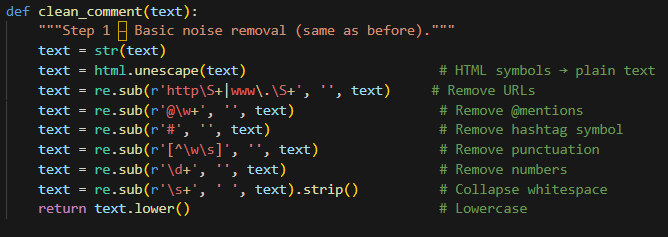 def clean_comment(text):
    """Step 1 – Basic noise removal (same as before)."""
    text = str(text)
    text = html.unescape(text)                          # HTML symbols → plain text
    text = re.sub(r'http\S+|www\.\S+', '', text)     # Remove URLs
    text = re.sub(r'@\w+', '', text)                    # Remove @mentions
    text = re.sub(r'#', '', text)                       # Remove hashtag symbol
    text = re.sub(r'[^\w\s]', '', text)                 # Remove punctuation
    text = re.sub(r'\d+', '', text)                     # Remove numbers
    text = re.sub(r'\s+', ' ', text).strip()            # Collapse whitespace
    return text.lower()                                 # Lowercase